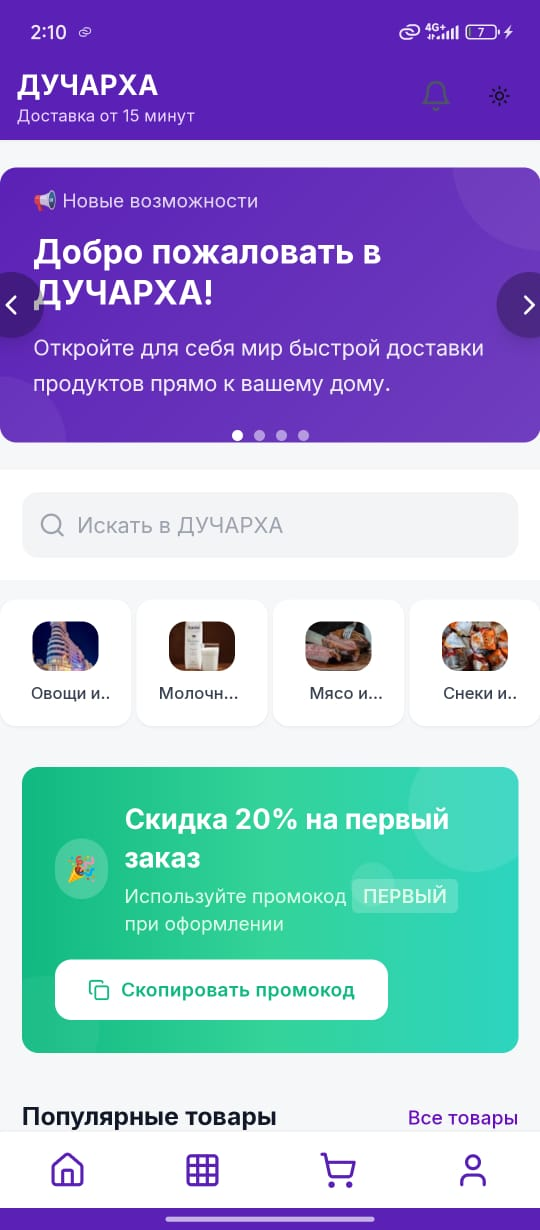 2:10
4G+
7
ДУЧАРХА
Доставка от 15 минут
Новые возможности
Добро пожаловать в
ДУЧАРХА!
Откройте для себя мир быстрой доставки
продуктов прямо к вашему дому.
Искать в ДУЧАРХА
Овощи и..
Молочн...
Мясо и...
Снеки и..
Скидка 20% на первый
заказ
Используйте промокод ПЕРВЫЙ
при оформлении
Скопировать промокод
Популярные товары
Все товары